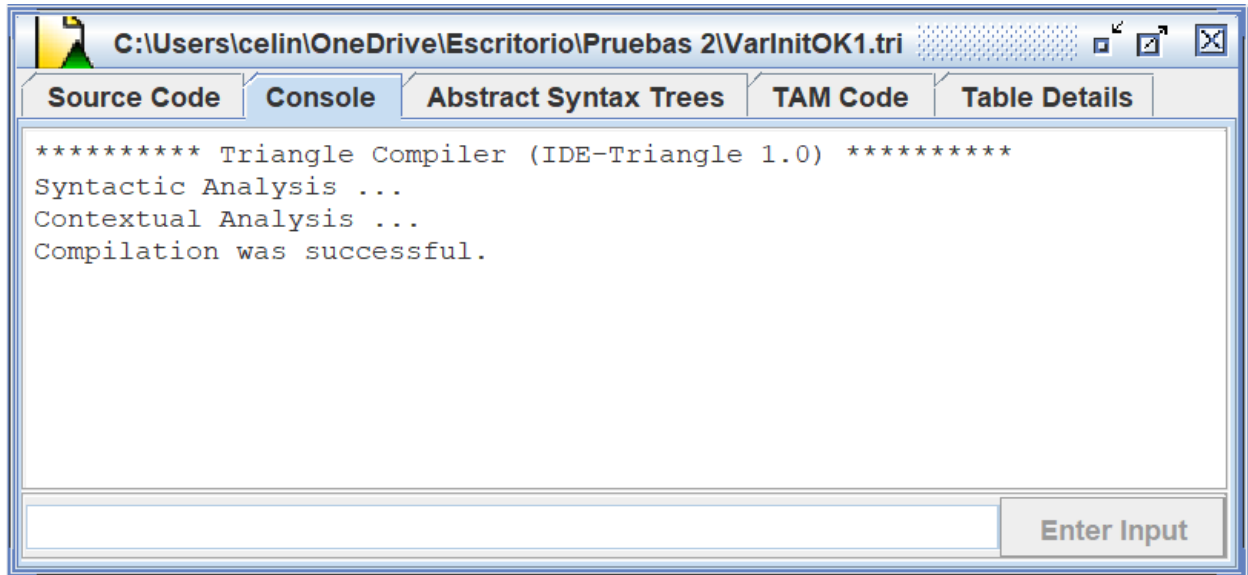 C:\Users\celin\OneDrive\Escritorio\Pruebas 2\VarInitOK1.tri
Source Code Console Abstract Syntax Trees TAM Code Table Details
********** Triangle Compiler (IDE-Triangle 1.0) **********
Syntactic Analysis ...
Contextual Analysis ...
Compilation was successful.
Enter Input